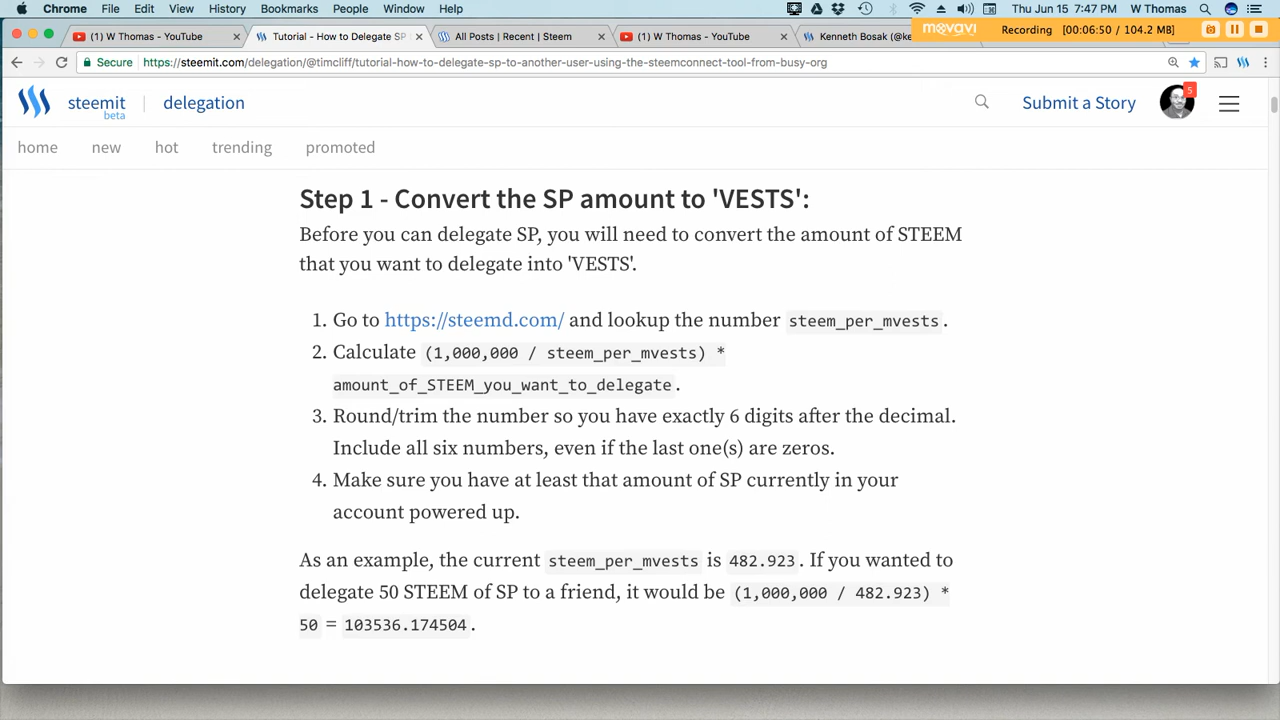 Chrome File Edit View History Bookmarks People Window Help Thu Jun 15 7:47 PM W Thomas
(1) W Thomas - YouTube Tutorial - How to Delegate SP All Posts | Recent | Steem (1) W Thomas - YouTube Kenneth Bosak (@ke
movavi Recording [00:06:50 / 104.2 MB]
Secure https://steemit.com/delegation/@timcliff/tutorial-how-to-delegate-sp-to-another-user-using-the-steemconnect-tool-from-busy-org
steemit beta delegation Submit a Story 5
home new hot trending promoted
Step 1 - Convert the SP amount to 'VESTS':
Before you can delegate SP, you will need to convert the amount of STEEM
that you want to delegate into 'VESTS'.
1. Go to https://steemd.com/ and lookup the number steem_per_mvests.
2. Calculate (1,000,000 / steem_per_mvests) *
amount_of_STEEM_you_want_to_delegate.
3. Round/trim the number so you have exactly 6 digits after the decimal.
Include all six numbers, even if the last one(s) are zeros.
4. Make sure you have at least that amount of SP currently in your
account powered up.
As an example, the current steem_per_mvests is 482.923. If you wanted to
delegate 50 STEEM of SP to a friend, it would be (1,000,000 / 482.923) *
50 = 103536.174504.